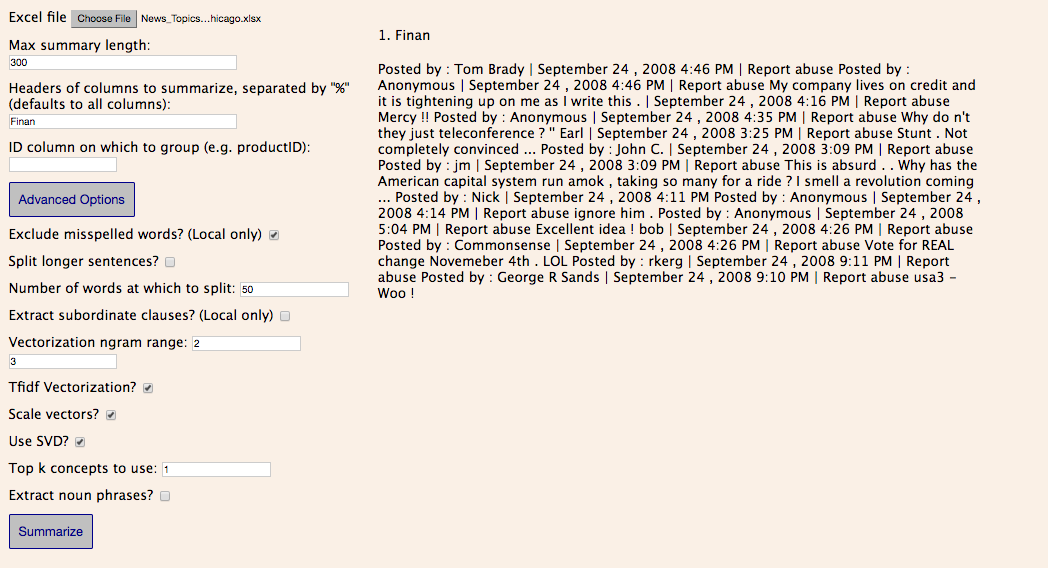 Excel file Choose File News_Topics...hicago.xlsx
Max summary length:
300
Headers of columns to summarize, separated by "%"
(defaults to all columns):
Finan
ID column on which to group (e.g. productID):
Advanced Options
Exclude misspelled words? (Local only)
Split longer sentences?
Number of words at which to split: 50
Extract subordinate clauses? (Local only)
Vectorization ngram range: 2
3
Tfidf Vectorization?
Scale vectors?
Use SVD?
Top k concepts to use: 1
Extract noun phrases?
Summarize
1. Finan
Posted by : Tom Brady | September 24 , 2008 4:46 PM | Report abuse Posted by :
Anonymous | September 24 , 2008 4:46 PM | Report abuse My company lives on credit and
it is tightening up on me as I write this . | September 24 , 2008 4:16 PM | Report abuse
Mercy !! Posted by : Anonymous | September 24 , 2008 4:35 PM | Report abuse Why do n't
they just teleconference ? " Earl | September 24 , 2008 3:25 PM | Report abuse Stunt . Not
completely convinced ... Posted by : John C. | September 24 , 2008 3:09 PM | Report abuse
Posted by : jm | September 24 , 2008 3:09 PM | Report abuse This is absurd . . Why has the
American capital system run amok , taking so many for a ride ? I smell a revolution coming
... Posted by : Nick | September 24 , 2008 4:11 PM Posted by : Anonymous | September 24 ,
2008 4:14 PM | Report abuse ignore him . Posted by : Anonymous | September 24 , 2008
5:04 PM | Report abuse Excellent idea ! bob | September 24 , 2008 4:26 PM | Report abuse
Posted by : Commonsense | September 24 , 2008 4:26 PM | Report abuse Vote for REAL
change Novemeber 4th . LOL Posted by : rkerg | September 24 , 2008 9:11 PM | Report
abuse Posted by : George R Sands | September 24 , 2008 9:10 PM | Report abuse usa3 -
Woo !